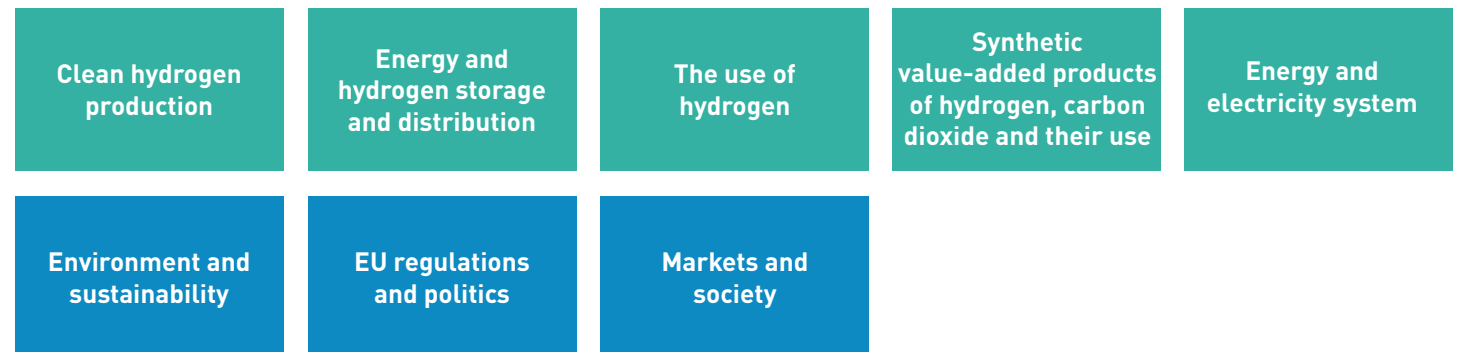 Clean hydrogen
production
Energy and
hydrogen storage
and distribution
The use of
hydrogen
Synthetic
value-added products
of hydrogen, carbon
dioxide and their use
Energy and
electricity system
Environment and
sustainability
EU regulations
and politics
Markets and
society